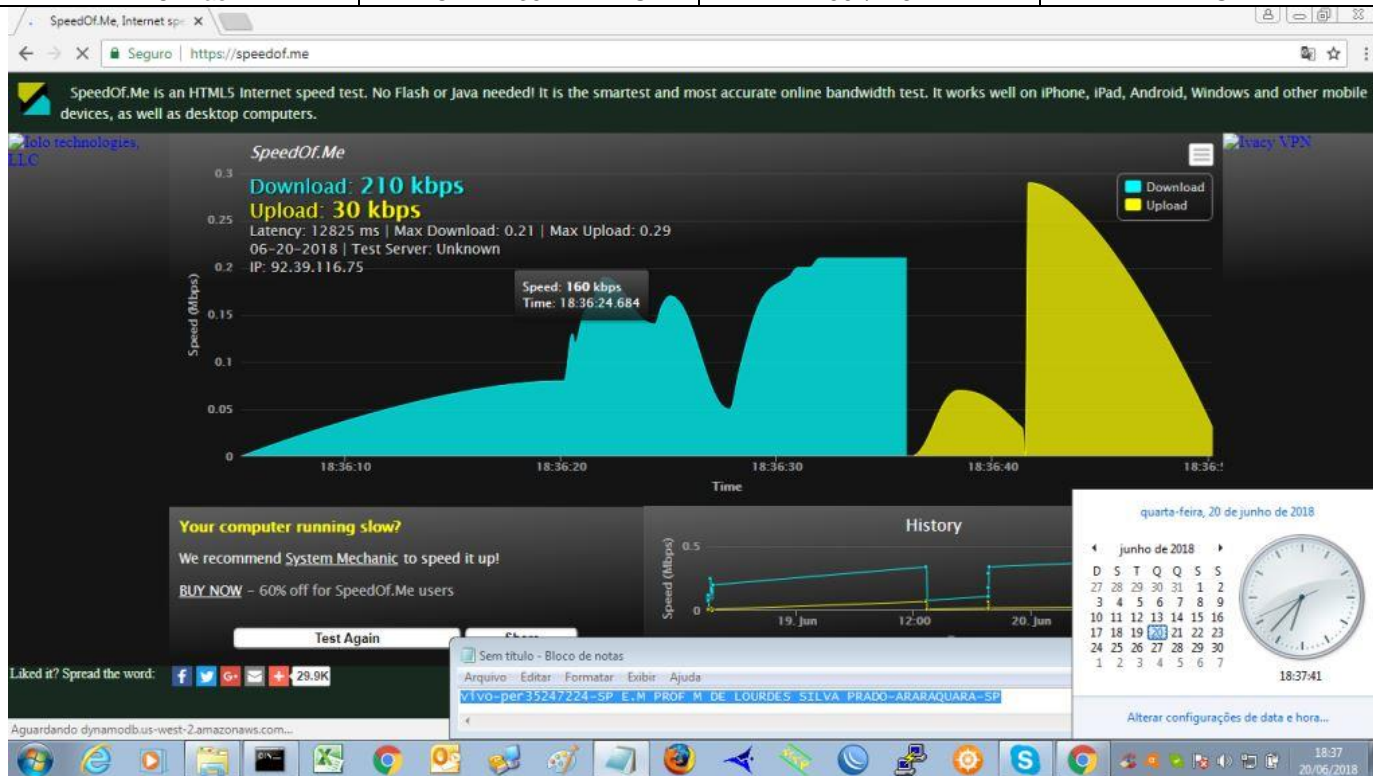 SpeedOf.Me, Internet spe
Seguro | https://speedof.me
SpeedOf.Me is an HTML5 Internet speed test. No Flash or Java needed! It is the smartest and most accurate online bandwidth test. It works well on iPhone, iPad, Android, Windows and other mobile
devices, as well as desktop computers.
Iolo technologies,
LLC
Ivacy VPN
SpeedOf.Me
Download: 210 kbps
Upload: 30 kbps
Latency: 12825 ms | Max Download: 0.21 | Max Upload: 0.29
06-20-2018 | Test Server: Unknown
IP: 92.39.116.75
Download
Upload
Speed: 160 kbps
Time: 18:36:24.684
Speed (Mbps)
0.3
0.25
0.2
0.15
0.1
0.05
0
18:36:10 18:36:20 18:36:30 18:36:40 18:36:
Time
Your computer running slow?
We recommend System Mechanic to speed it up!
BUY NOW – 60% off for SpeedOf.Me users
Test Again
History
Speed (Mbps)
0.5
0
19. Jun 12:00 20. Jun
Liked it? Spread the word:
29.9K
Aguardando dynamodb.us-west-2.amazonaws.com...
Sem título - Bloco de notas
Arquivo Editar Formatar Exibir Ajuda
vivo-per35247224-SP E.M PROF M DE LOURDES SILVA PRADO-ARARAQUARA-SP
quarta-feira, 20 de junho de 2018
junho de 2018
D S T Q Q S S
27 28 29 30 31 1 2
3 4 5 6 7 8 9
10 11 12 13 14 15 16
17 18 19 20 21 22 23
24 25 26 27 28 29 30
1 2 3 4 5 6 7
18:37:41
Alterar configurações de data e hora...
18:37
20/06/2018